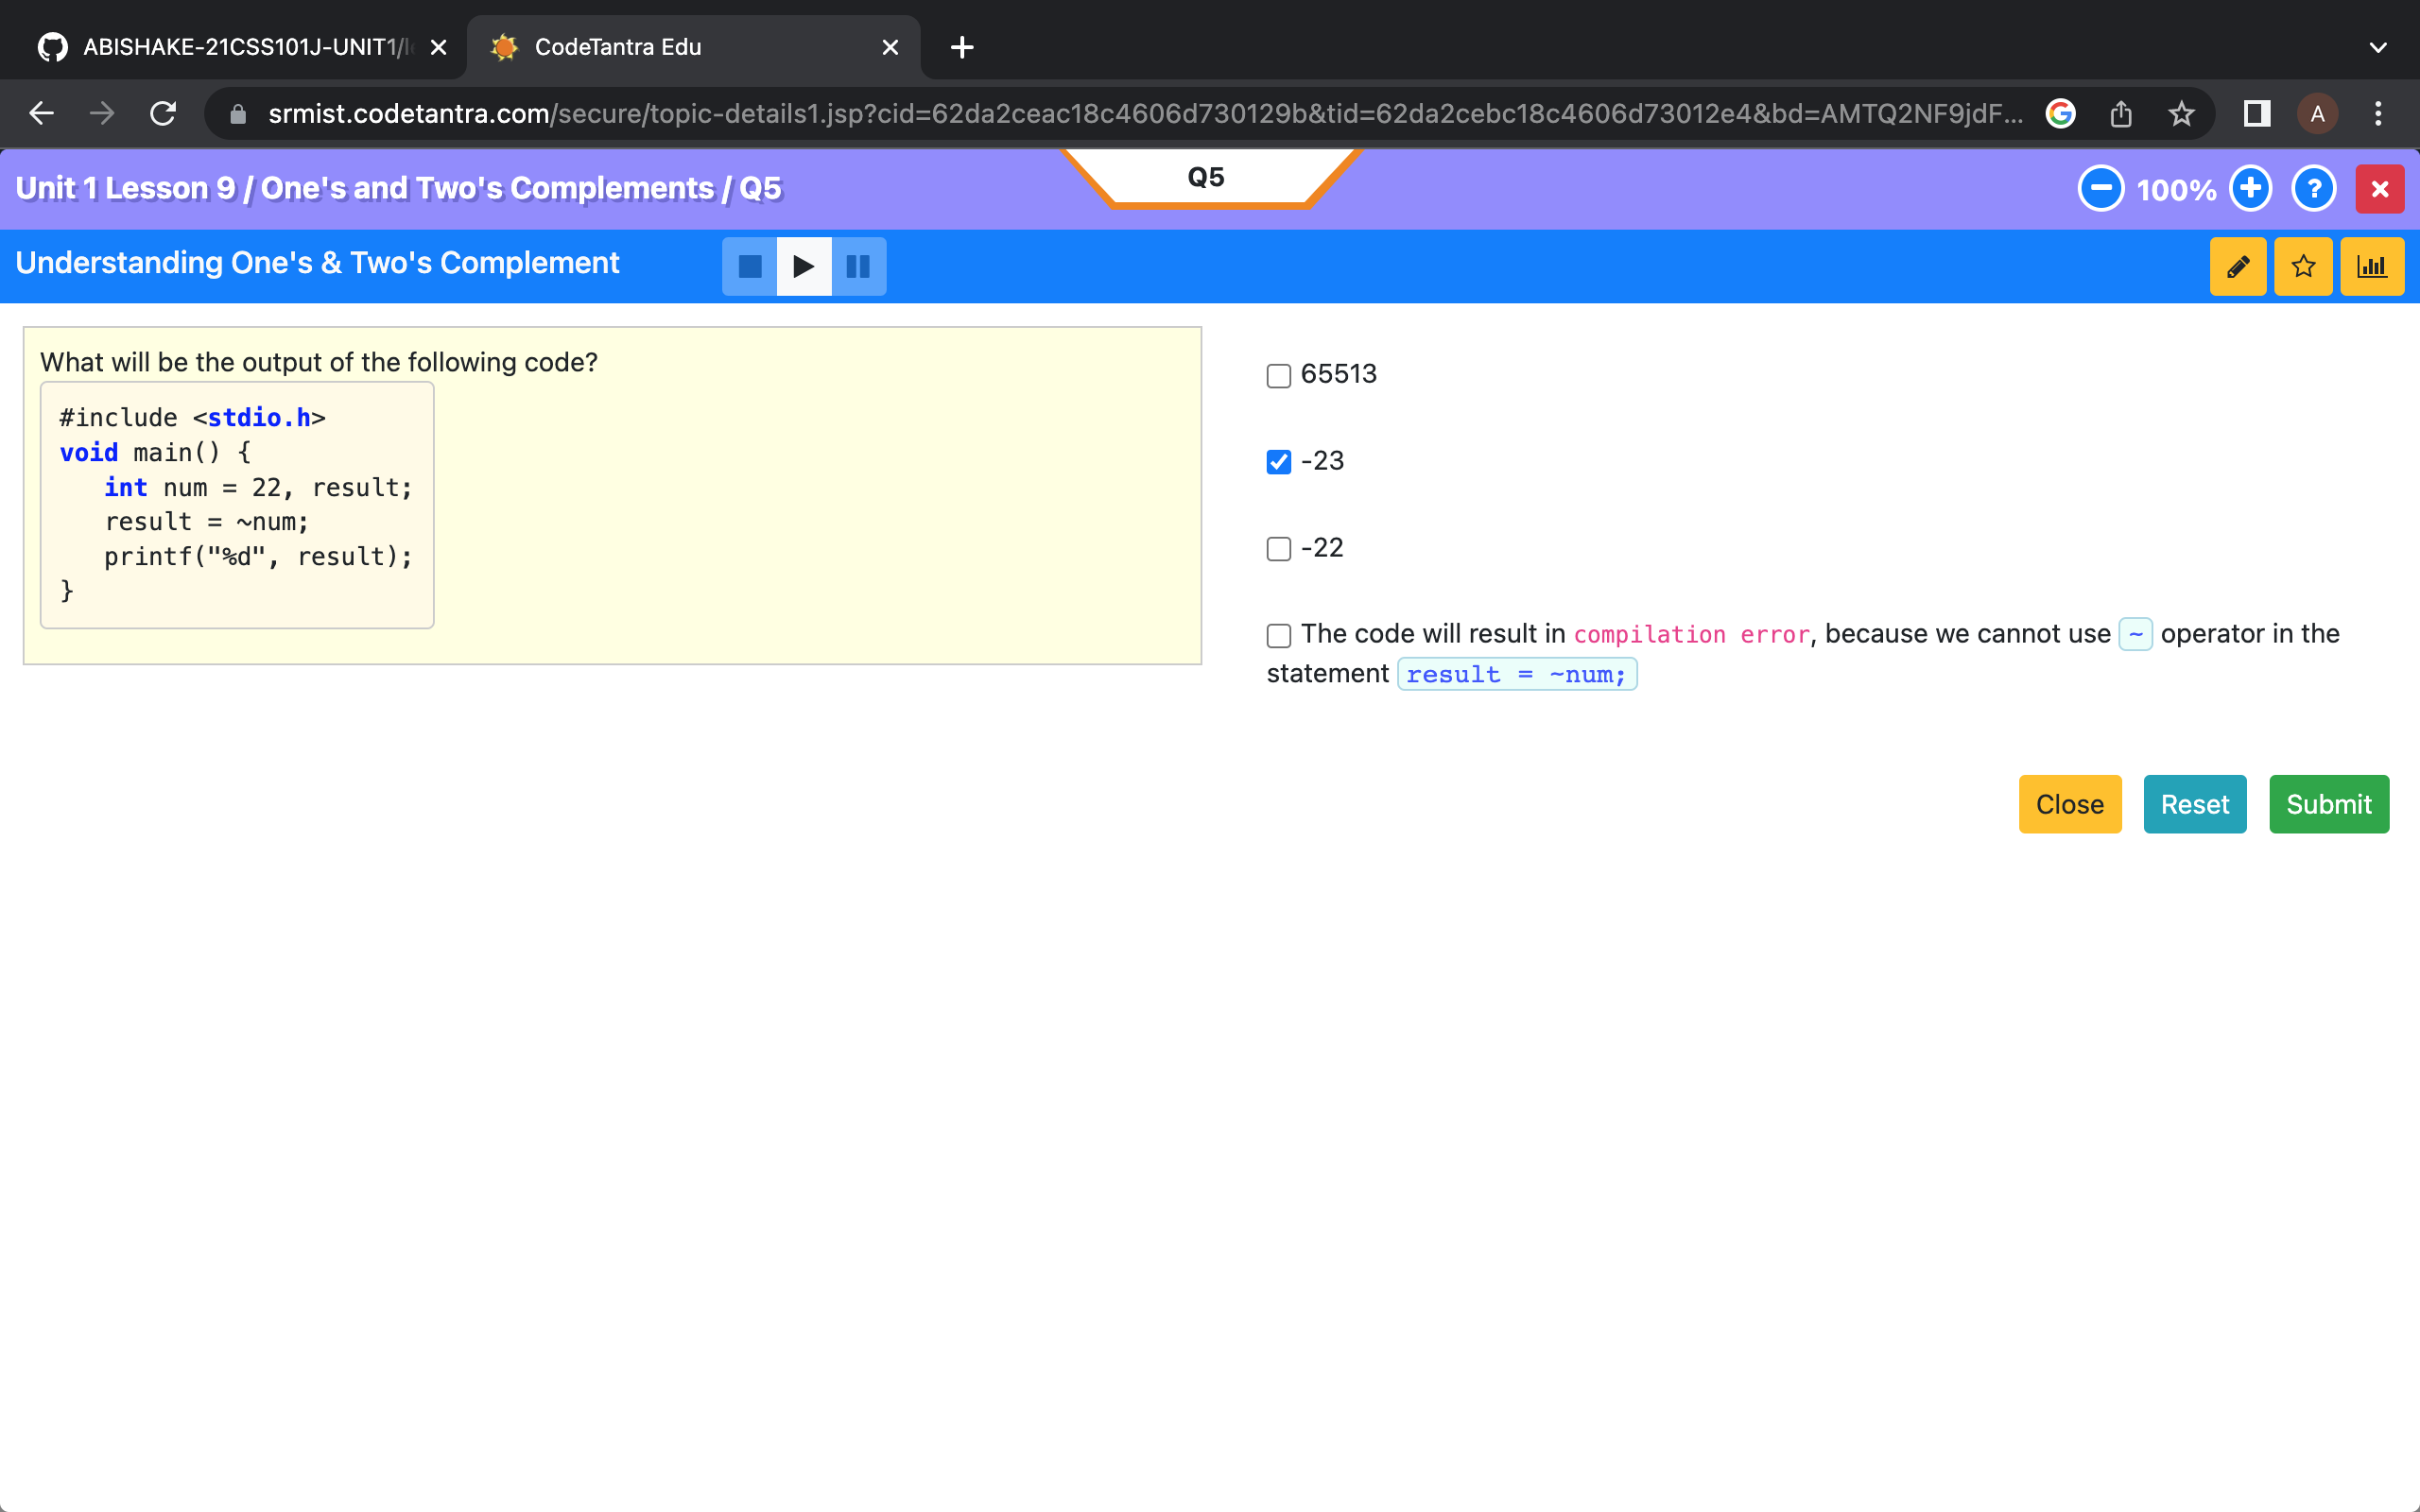 ABISHAKE-21CSS101J-UNIT1/l
CodeTantra Edu
srmist.codetantra.com/secure/topic-details1.jsp?cid=62da2ceac18c4606d730129b&tid=62da2cebc18c4606d73012e4&bd=AMTQ2NF9jdF...
A
Unit 1 Lesson 9 / One's and Two's Complements / Q5
Q5
100%
?
Understanding One's & Two's Complement
What will be the output of the following code?
#include <stdio.h>
void main() {
   int num = 22, result;
   result = ~num;
   printf("%d", result);
}
65513
-23
-22
The code will result in compilation error, because we cannot use ~ operator in the
statement result = ~num;
Close
Reset
Submit